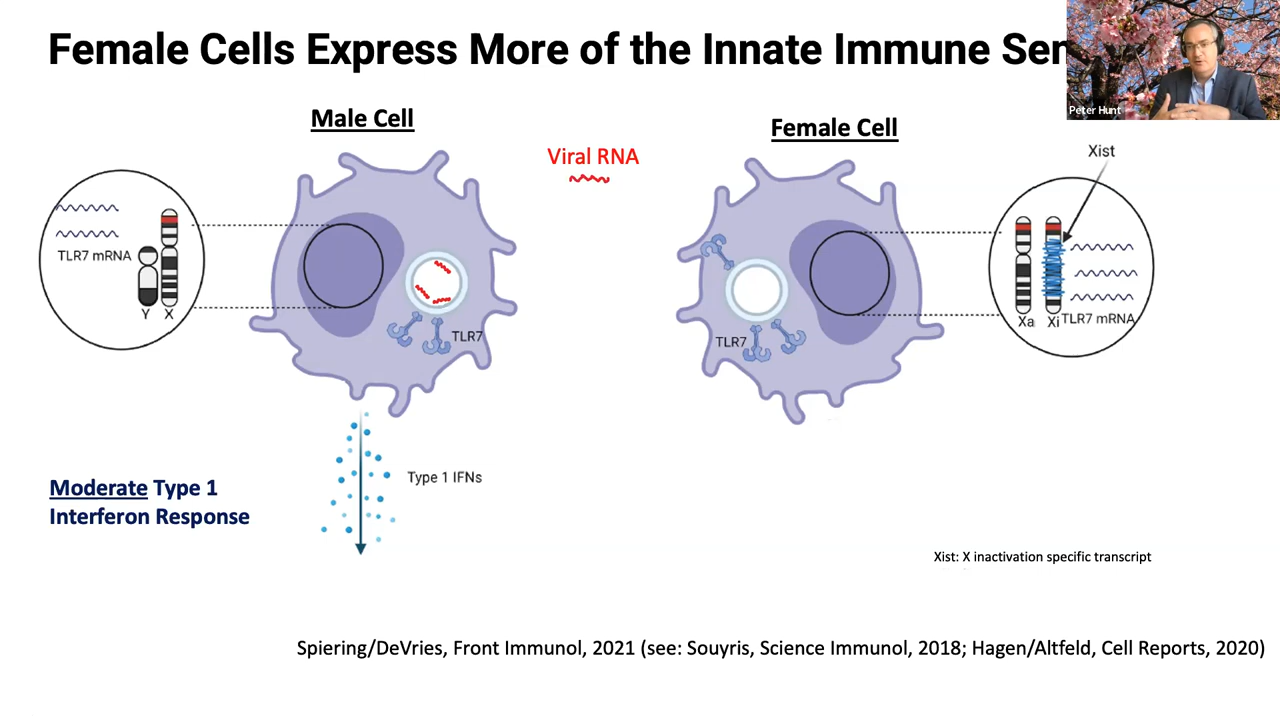 Female Cells Express More of the Innate Immune
Peter Hunt
Male Cell
Female Cell
Viral RNA
Xist
TLR7 mRNA
Y X
TLR7
TLR7
Xa Xi TLR7 mRNA
Type 1 IFNs
Moderate Type 1
Interferon Response
Xist: X inactivation specific transcript
Spiering/DeVries, Front Immunol, 2021 (see: Souyris, Science Immunol, 2018; Hagen/Altfeld, Cell Reports, 2020)